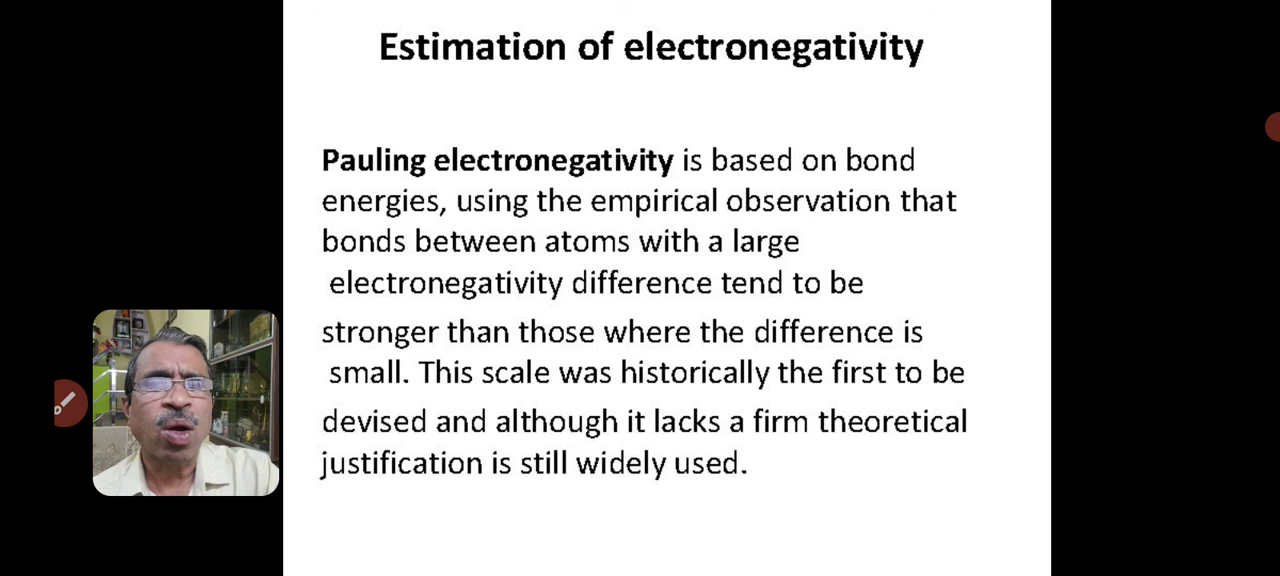 Estimation of electronegativity
Pauling electronegativity is based on bond
energies, using the empirical observation that
bonds between atoms with a large
electronegativity difference tend to be
stronger than those where the difference is
small. This scale was historically the first to be
devised and although it lacks a firm theoretical
justification is still widely used.